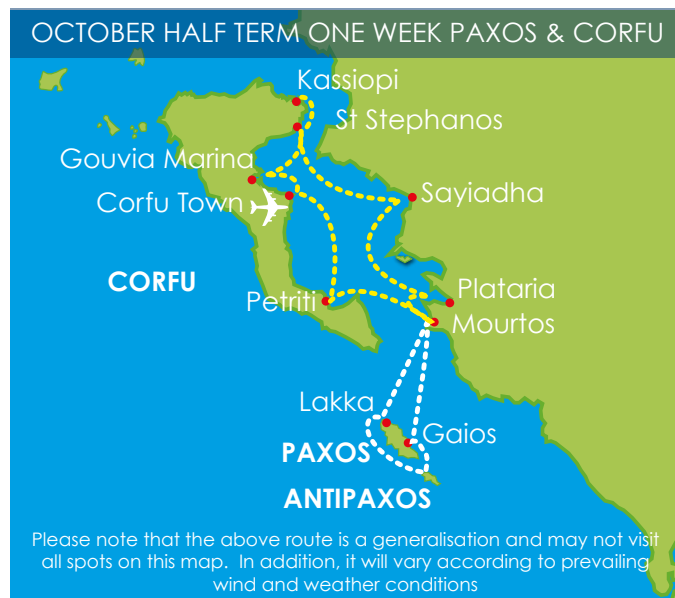 OCTOBER HALF TERM ONE WEEK PAXOS & CORFU
Kassiopi
St Stephanos
Gouvia Marina
Corfu Town
Sayiadha
CORFU
Petriti
Plataria
Mourtos
Lakka
Gaios
PAXOS
ANTIPAXOS
Please note that the above route is a generalisation and may not visit
all spots on this map. In addition, it will vary according to prevailing
wind and weather conditions